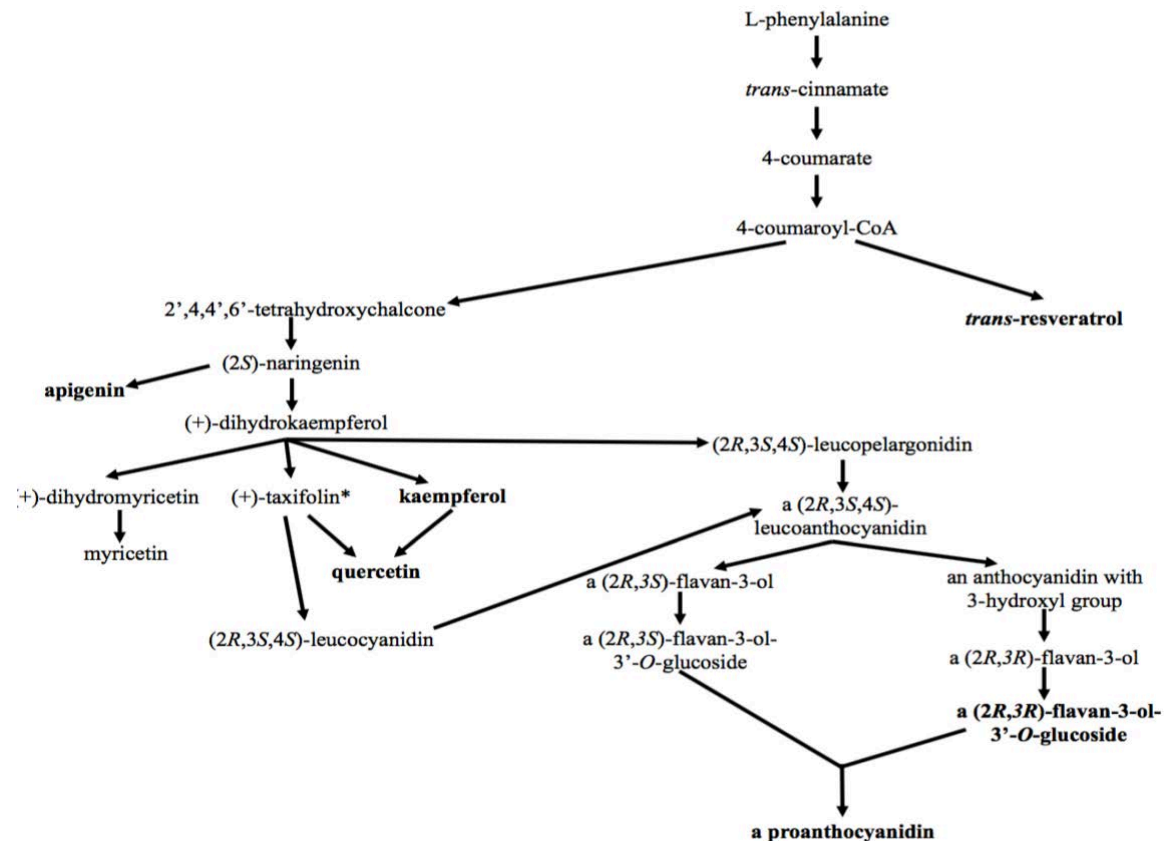 L-phenylalanine
trans-cinnamate
4-coumarate
4-coumaroyl-CoA
2’,4,4’,6’-tetrahydroxychalcone
trans-resveratrol
(2S)-naringenin
apigenin
(+)-dihydrokaempferol
(2R,3S,4S)-leucopelargonidin
+)-dihydromyricetin
(+)-taxifolin*
kaempferol
a (2R,3S,4S)-
leucoanthocyanidin
myricetin
quercetin
a (2R,3S)-flavan-3-ol
an anthocyanidin with
3-hydroxyl group
(2R,3S,4S)-leucocyanidin
a (2R,3S)-flavan-3-ol-
3’-O-glucoside
a (2R,3R)-flavan-3-ol
a (2R,3R)-flavan-3-ol-
3’-O-glucoside
a proanthocyanidin